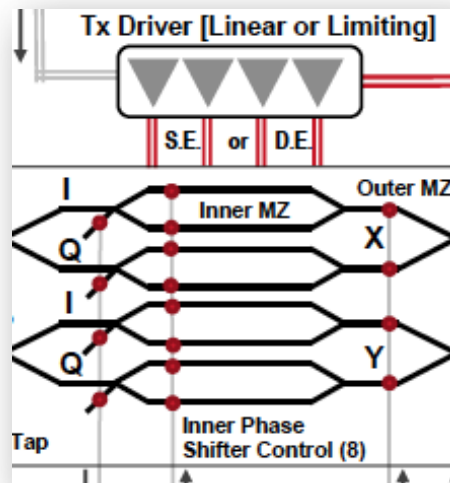 Tx Driver [Linear or Limiting]
S.E. or D.E.
I
Outer MZ
Inner MZ
X
Q
I
Q
Y
Inner Phase
Tap
Shifter Control (8)